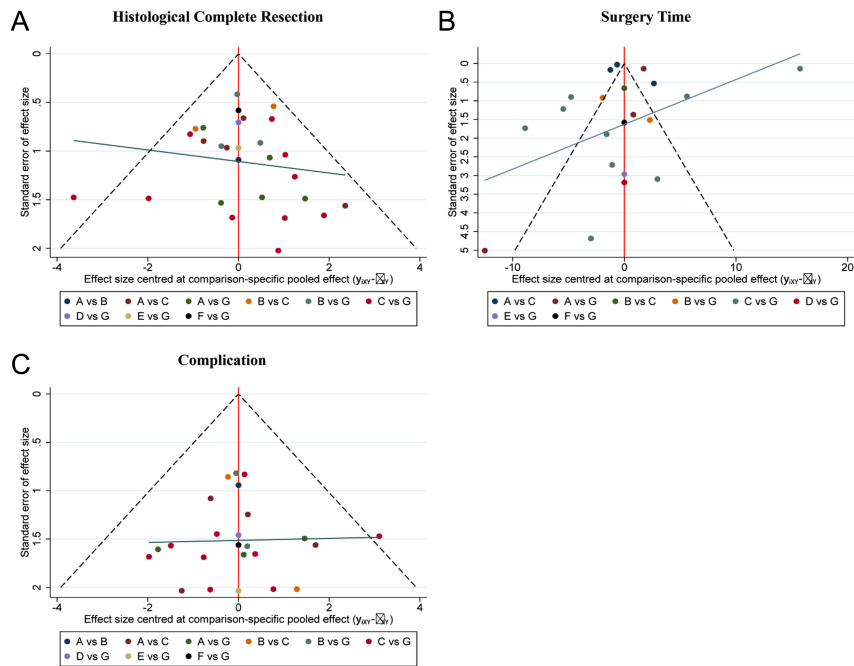 A
Histological Complete Resection
Standard error of effect size
0
.5
1
1.5
2
-4 -2 0 2 4
Effect size centred at comparison-specific pooled effect (yiXY-)
A vs B A vs C A vs G B vs C B vs G C vs G
D vs G E vs G F vs G
B
Surgery Time
Standard error of effect size
0
.5
1
1.5
2
2.5
3
3.5
4
4.5
5
-10 0 10 20
Effect size centred at comparison-specific pooled effect (yiXY-)
A vs C A vs G B vs C B vs G C vs G D vs G
E vs G F vs G
C
Complication
Standard error of effect size
0
.5
1
1.5
2
-4 -2 0 2 4
Effect size centred at comparison-specific pooled effect (yiXY-)
A vs B A vs C A vs G B vs C B vs G C vs G
D vs G E vs G F vs G